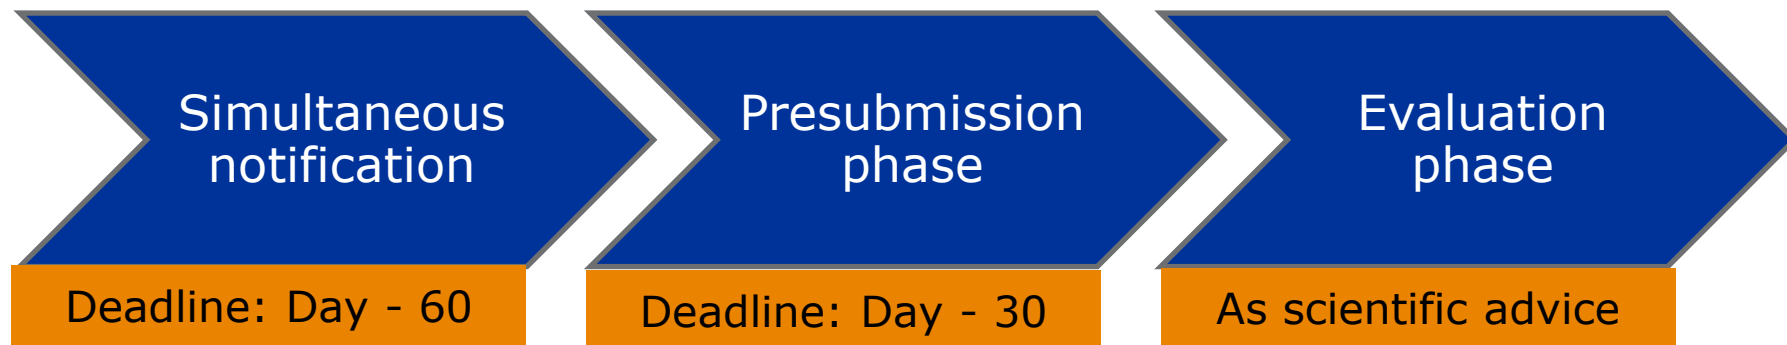 Simultaneous
notification
Presubmission
phase
Evaluation
phase
Deadline: Day - 60
Deadline: Day - 30
As scientific advice